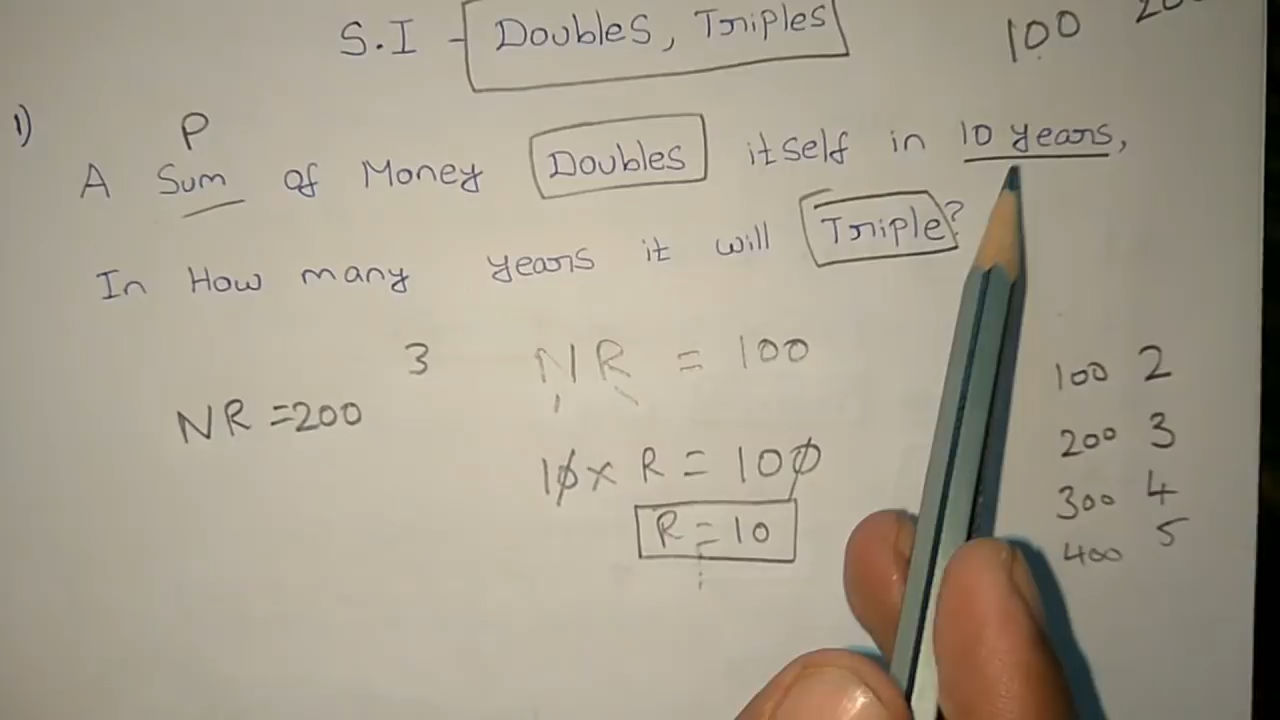 S.I - Doubles, Triples
100
1) P
A Sum of Money Doubles itself in 10 years,
In How many years it will Triple?
3 NR = 100
NR = 200
10 x R = 100
R = 10
100 2
200 3
300 4
400 5